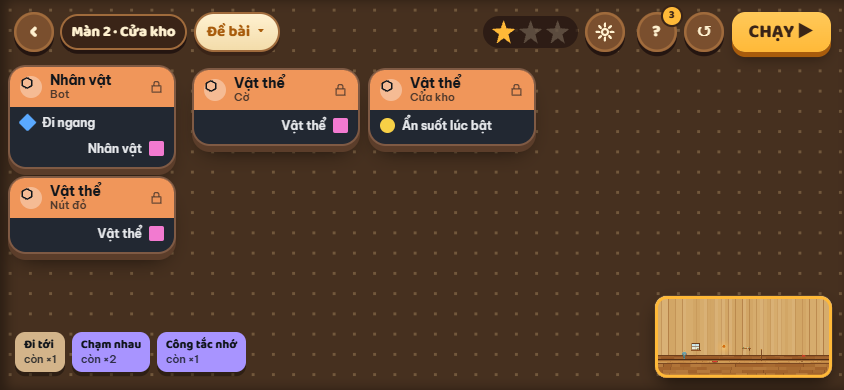 Màn 2 · Cửa kho
Đề bài
3
?
CHẠY
Nhân vật
Bot
Đi ngang
Nhân vật
Vật thể
Cờ
Vật thể
Vật thể
Cửa kho
Ẩn suốt lúc bật
Vật thể
Nút đỏ
Vật thể
Đi tới
còn ×1
Chạm nhau
còn ×2
Công tắc nhớ
còn ×1